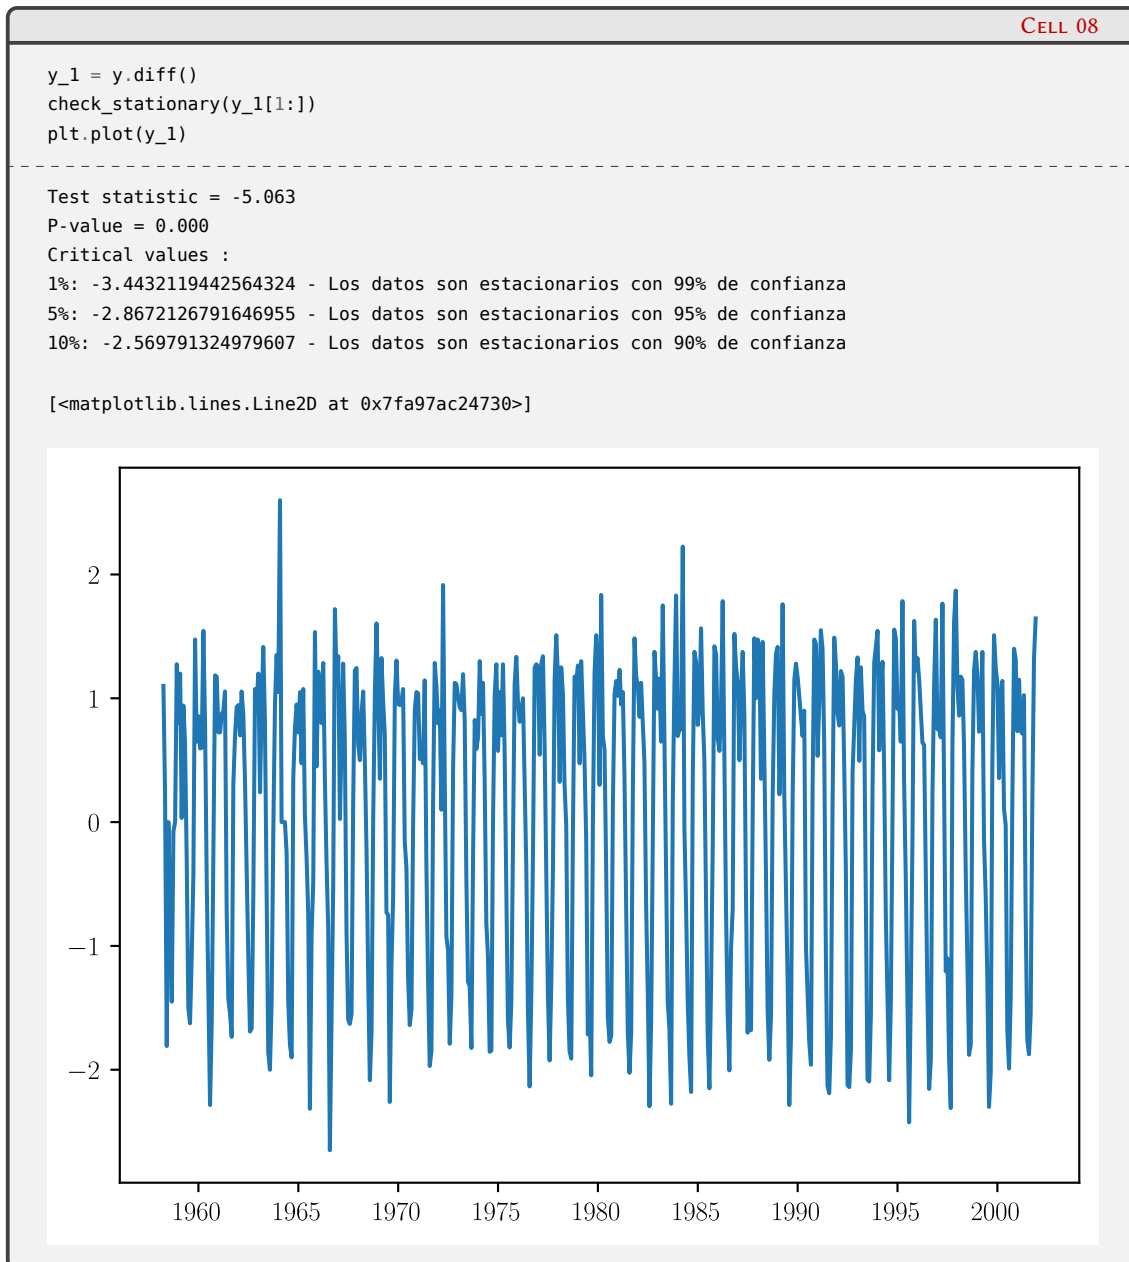 CELL 08
y_1 = y.diff()
check_stationary(y_1[1:])
plt.plot(y_1)
Test statistic = -5.063
P-value = 0.000
Critical values :
1%: -3.4432119442564324 - Los datos son estacionarios con 99% de confianza
5%: -2.8672126791646955 - Los datos son estacionarios con 95% de confianza
10%: -2.569791324979607 - Los datos son estacionarios con 90% de confianza
[<matplotlib.lines.Line2D at 0x7fa97ac24730>]
2
1
0
−1
−2
1960 1965 1970 1975 1980 1985 1990 1995 2000